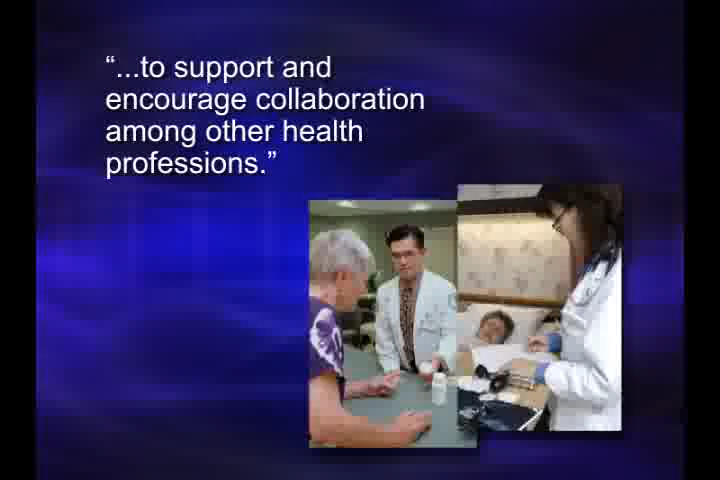 “...to support and
encourage collaboration
among other health
professions.”